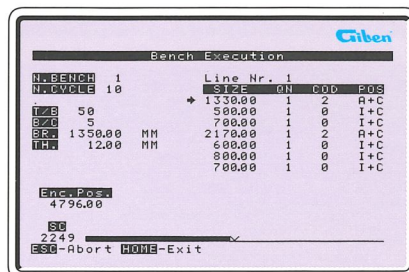 Giben
Bench Execution
N.BENCH 1 Line Nr. 1
N.CYCLE 10 SIZE QN COD POS
1330.00 1 2 A+C
T/B 50 500.00 1 0 I+C
B/C 5 700.00 1 0 I+C
BR. 1350.00 MM 2170.00 1 2 A+C
TH. 12.00 MM 600.00 1 0 I+C
800.00 1 0 I+C
700.00 1 0 I+C
Enc.Pos.
4796.00
SC
2249
ESC-Abort HOME-Exit